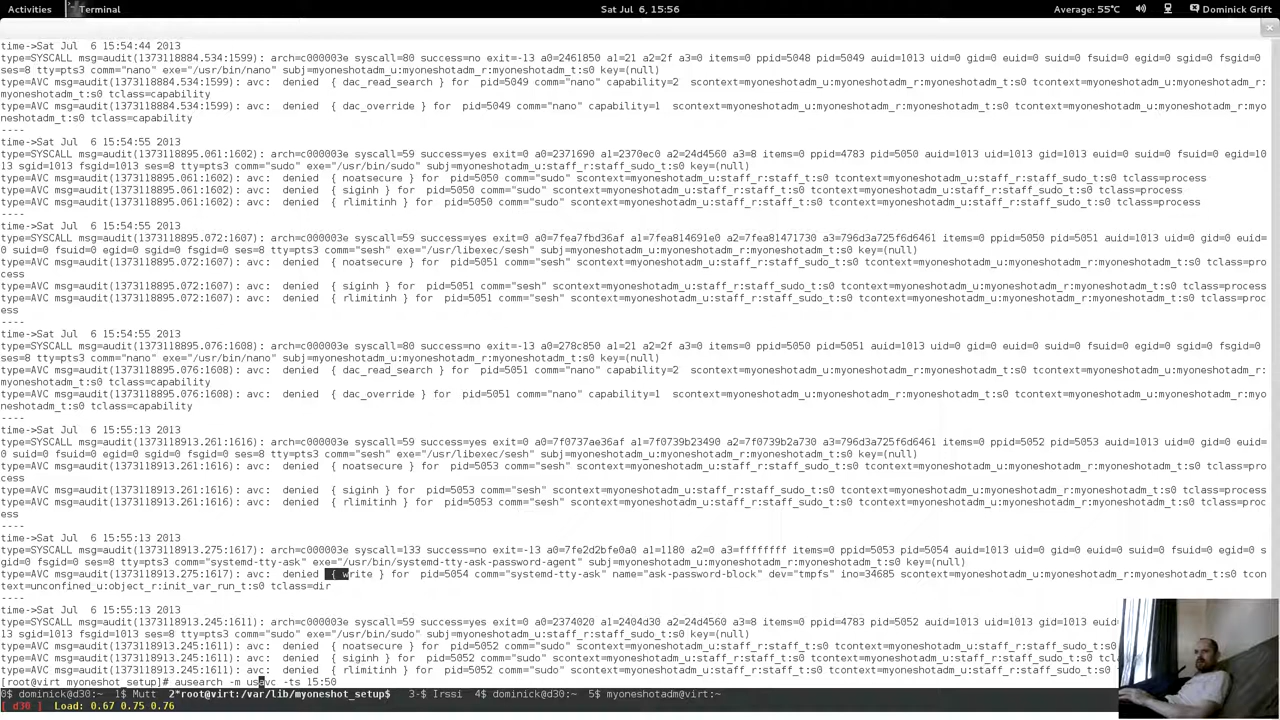 Activities Terminal Sat Jul 6, 15:56 Average: 55°C Dominick Grift
time->Sat Jul  6 15:54:44 2013
type=SYSCALL msg=audit(1373118884.534:1599): arch=c000003e syscall=80 success=no exit=-13 a0=2461850 a1=21 a2=2f a3=0 items=0 ppid=5048 pid=5049 auid=1013 uid=0 gid=0 euid=0 suid=0 fsuid=0 egid=0 sgid=0 fsgid=0
ses=8 tty=pts3 comm="nano" exe="/usr/bin/nano" subj=myoneshotadm_u:myoneshotadm_r:myoneshotadm_t:s0 key=(null)
type=AVC msg=audit(1373118884.534:1599): avc:  denied  { dac_read_search } for  pid=5049 comm="nano" capability=2  scontext=myoneshotadm_u:myoneshotadm_r:myoneshotadm_t:s0 tcontext=myoneshotadm_u:myoneshotadm_r:
myoneshotadm_t:s0 tclass=capability
type=AVC msg=audit(1373118884.534:1599): avc:  denied  { dac_override } for  pid=5049 comm="nano" capability=1  scontext=myoneshotadm_u:myoneshotadm_r:myoneshotadm_t:s0 tcontext=myoneshotadm_u:myoneshotadm_r:myo
neshotadm_t:s0 tclass=capability
----
time->Sat Jul  6 15:54:55 2013
type=SYSCALL msg=audit(1373118895.061:1602): arch=c000003e syscall=59 success=yes exit=0 a0=2371690 a1=2370ec0 a2=24d4560 a3=8 items=0 ppid=4783 pid=5050 auid=1013 uid=1013 gid=1013 euid=0 suid=0 fsuid=0 egid=10
13 sgid=1013 fsgid=1013 ses=8 tty=pts3 comm="sudo" exe="/usr/bin/sudo" subj=myoneshotadm_u:staff_r:staff_sudo_t:s0 key=(null)
type=AVC msg=audit(1373118895.061:1602): avc:  denied  { noatsecure } for  pid=5050 comm="sudo" scontext=myoneshotadm_u:staff_r:staff_t:s0 tcontext=myoneshotadm_u:staff_r:staff_sudo_t:s0 tclass=process
type=AVC msg=audit(1373118895.061:1602): avc:  denied  { siginh } for  pid=5050 comm="sudo" scontext=myoneshotadm_u:staff_r:staff_t:s0 tcontext=myoneshotadm_u:staff_r:staff_sudo_t:s0 tclass=process
type=AVC msg=audit(1373118895.061:1602): avc:  denied  { rlimitinh } for  pid=5050 comm="sudo" scontext=myoneshotadm_u:staff_r:staff_t:s0 tcontext=myoneshotadm_u:staff_r:staff_sudo_t:s0 tclass=process
----
time->Sat Jul  6 15:54:55 2013
type=SYSCALL msg=audit(1373118895.072:1607): arch=c000003e syscall=59 success=yes exit=0 a0=7fea7fbd36af a1=7fea814691e0 a2=7fea81471730 a3=796d3a725f6d6461 items=0 ppid=5050 pid=5051 auid=1013 uid=0 gid=0 euid=
0 suid=0 fsuid=0 egid=0 sgid=0 fsgid=0 ses=8 tty=pts3 comm="sesh" exe="/usr/libexec/sesh" subj=myoneshotadm_u:myoneshotadm_r:myoneshotadm_t:s0 key=(null)
type=AVC msg=audit(1373118895.072:1607): avc:  denied  { noatsecure } for  pid=5051 comm="sesh" scontext=myoneshotadm_u:staff_r:staff_sudo_t:s0 tcontext=myoneshotadm_u:myoneshotadm_r:myoneshotadm_t:s0 tclass=pro
cess
type=AVC msg=audit(1373118895.072:1607): avc:  denied  { siginh } for  pid=5051 comm="sesh" scontext=myoneshotadm_u:staff_r:staff_sudo_t:s0 tcontext=myoneshotadm_u:myoneshotadm_r:myoneshotadm_t:s0 tclass=process
type=AVC msg=audit(1373118895.072:1607): avc:  denied  { rlimitinh } for  pid=5051 comm="sesh" scontext=myoneshotadm_u:staff_r:staff_sudo_t:s0 tcontext=myoneshotadm_u:myoneshotadm_r:myoneshotadm_t:s0 tclass=proc
ess
----
time->Sat Jul  6 15:54:55 2013
type=SYSCALL msg=audit(1373118895.076:1608): arch=c000003e syscall=80 success=no exit=-13 a0=278c850 a1=21 a2=2f a3=0 items=0 ppid=5050 pid=5051 auid=1013 uid=0 gid=0 euid=0 suid=0 fsuid=0 egid=0 sgid=0 fsgid=0
ses=8 tty=pts3 comm="nano" exe="/usr/bin/nano" subj=myoneshotadm_u:myoneshotadm_r:myoneshotadm_t:s0 key=(null)
type=AVC msg=audit(1373118895.076:1608): avc:  denied  { dac_read_search } for  pid=5051 comm="nano" capability=2  scontext=myoneshotadm_u:myoneshotadm_r:myoneshotadm_t:s0 tcontext=myoneshotadm_u:myoneshotadm_r:
myoneshotadm_t:s0 tclass=capability
type=AVC msg=audit(1373118895.076:1608): avc:  denied  { dac_override } for  pid=5051 comm="nano" capability=1  scontext=myoneshotadm_u:myoneshotadm_r:myoneshotadm_t:s0 tcontext=myoneshotadm_u:myoneshotadm_r:myo
neshotadm_t:s0 tclass=capability
----
time->Sat Jul  6 15:55:13 2013
type=SYSCALL msg=audit(1373118913.261:1616): arch=c000003e syscall=59 success=yes exit=0 a0=7f0737ae36af a1=7f0739b23490 a2=7f0739b2a730 a3=796d3a725f6d6461 items=0 ppid=5052 pid=5053 auid=1013 uid=0 gid=0 euid=
0 suid=0 fsuid=0 egid=0 sgid=0 fsgid=0 ses=8 tty=pts3 comm="sesh" exe="/usr/libexec/sesh" subj=myoneshotadm_u:myoneshotadm_r:myoneshotadm_t:s0 key=(null)
type=AVC msg=audit(1373118913.261:1616): avc:  denied  { noatsecure } for  pid=5053 comm="sesh" scontext=myoneshotadm_u:staff_r:staff_sudo_t:s0 tcontext=myoneshotadm_u:myoneshotadm_r:myoneshotadm_t:s0 tclass=pro
cess
type=AVC msg=audit(1373118913.261:1616): avc:  denied  { siginh } for  pid=5053 comm="sesh" scontext=myoneshotadm_u:staff_r:staff_sudo_t:s0 tcontext=myoneshotadm_u:myoneshotadm_r:myoneshotadm_t:s0 tclass=process
type=AVC msg=audit(1373118913.261:1616): avc:  denied  { rlimitinh } for  pid=5053 comm="sesh" scontext=myoneshotadm_u:staff_r:staff_sudo_t:s0 tcontext=myoneshotadm_u:myoneshotadm_r:myoneshotadm_t:s0 tclass=proc
ess
----
time->Sat Jul  6 15:55:13 2013
type=SYSCALL msg=audit(1373118913.275:1617): arch=c000003e syscall=133 success=no exit=-13 a0=7fe2d2bfe0a0 a1=1180 a2=0 a3=ffffffff items=0 ppid=5053 pid=5054 auid=1013 uid=0 gid=0 euid=0 suid=0 fsuid=0 egid=0 s
gid=0 fsgid=0 ses=8 tty=pts3 comm="systemd-tty-ask" exe="/usr/bin/systemd-tty-ask-password-agent" subj=myoneshotadm_u:myoneshotadm_r:myoneshotadm_t:s0 key=(null)
type=AVC msg=audit(1373118913.275:1617): avc:  denied  { write } for  pid=5054 comm="systemd-tty-ask" name="ask-password-block" dev="tmpfs" ino=34685 scontext=myoneshotadm_u:myoneshotadm_r:myoneshotadm_t:s0 tcon
text=unconfined_u:object_r:init_var_run_t:s0 tclass=dir
----
time->Sat Jul  6 15:55:13 2013
type=SYSCALL msg=audit(1373118913.245:1611): arch=c000003e syscall=59 success=yes exit=0 a0=2374020 a1=2404d30 a2=24d4560 a3=8 items=0 ppid=4783 pid=5052 auid=1013 uid=1013
13 sgid=1013 fsgid=1013 ses=8 tty=pts3 comm="sudo" exe="/usr/bin/sudo" subj=myoneshotadm_u:staff_r:staff_sudo_t:s0 key=(null)
type=AVC msg=audit(1373118913.245:1611): avc:  denied  { noatsecure } for  pid=5052 comm="sudo" scontext=myoneshotadm_u:staff_r:staff_t:s0 tcontext=myoneshotadm_u:staff_r:staff_sudo_t:s0
type=AVC msg=audit(1373118913.245:1611): avc:  denied  { siginh } for  pid=5052 comm="sudo" scontext=myoneshotadm_u:staff_r:staff_t:s0 tcontext=myoneshotadm_u:staff_r:staff_sudo_t:s0
type=AVC msg=audit(1373118913.245:1611): avc:  denied  { rlimitinh } for  pid=5052 comm="sudo" scontext=myoneshotadm_u:staff_r:staff_t:s0 tcontext=myoneshotadm_u:staff_r:staff_sudo_t:s0
[root@virt myoneshot_setup]# ausearch -m usavc -ts 15:50
0$ dominick@d30:~  1$ Mutt  2*root@virt:/var/lib/myoneshot_setup$  3-$ Irssi  4$ dominick@d30:~  5$ myoneshotadm@virt:~
[ d30 ] Load: 0.67 0.75 0.76